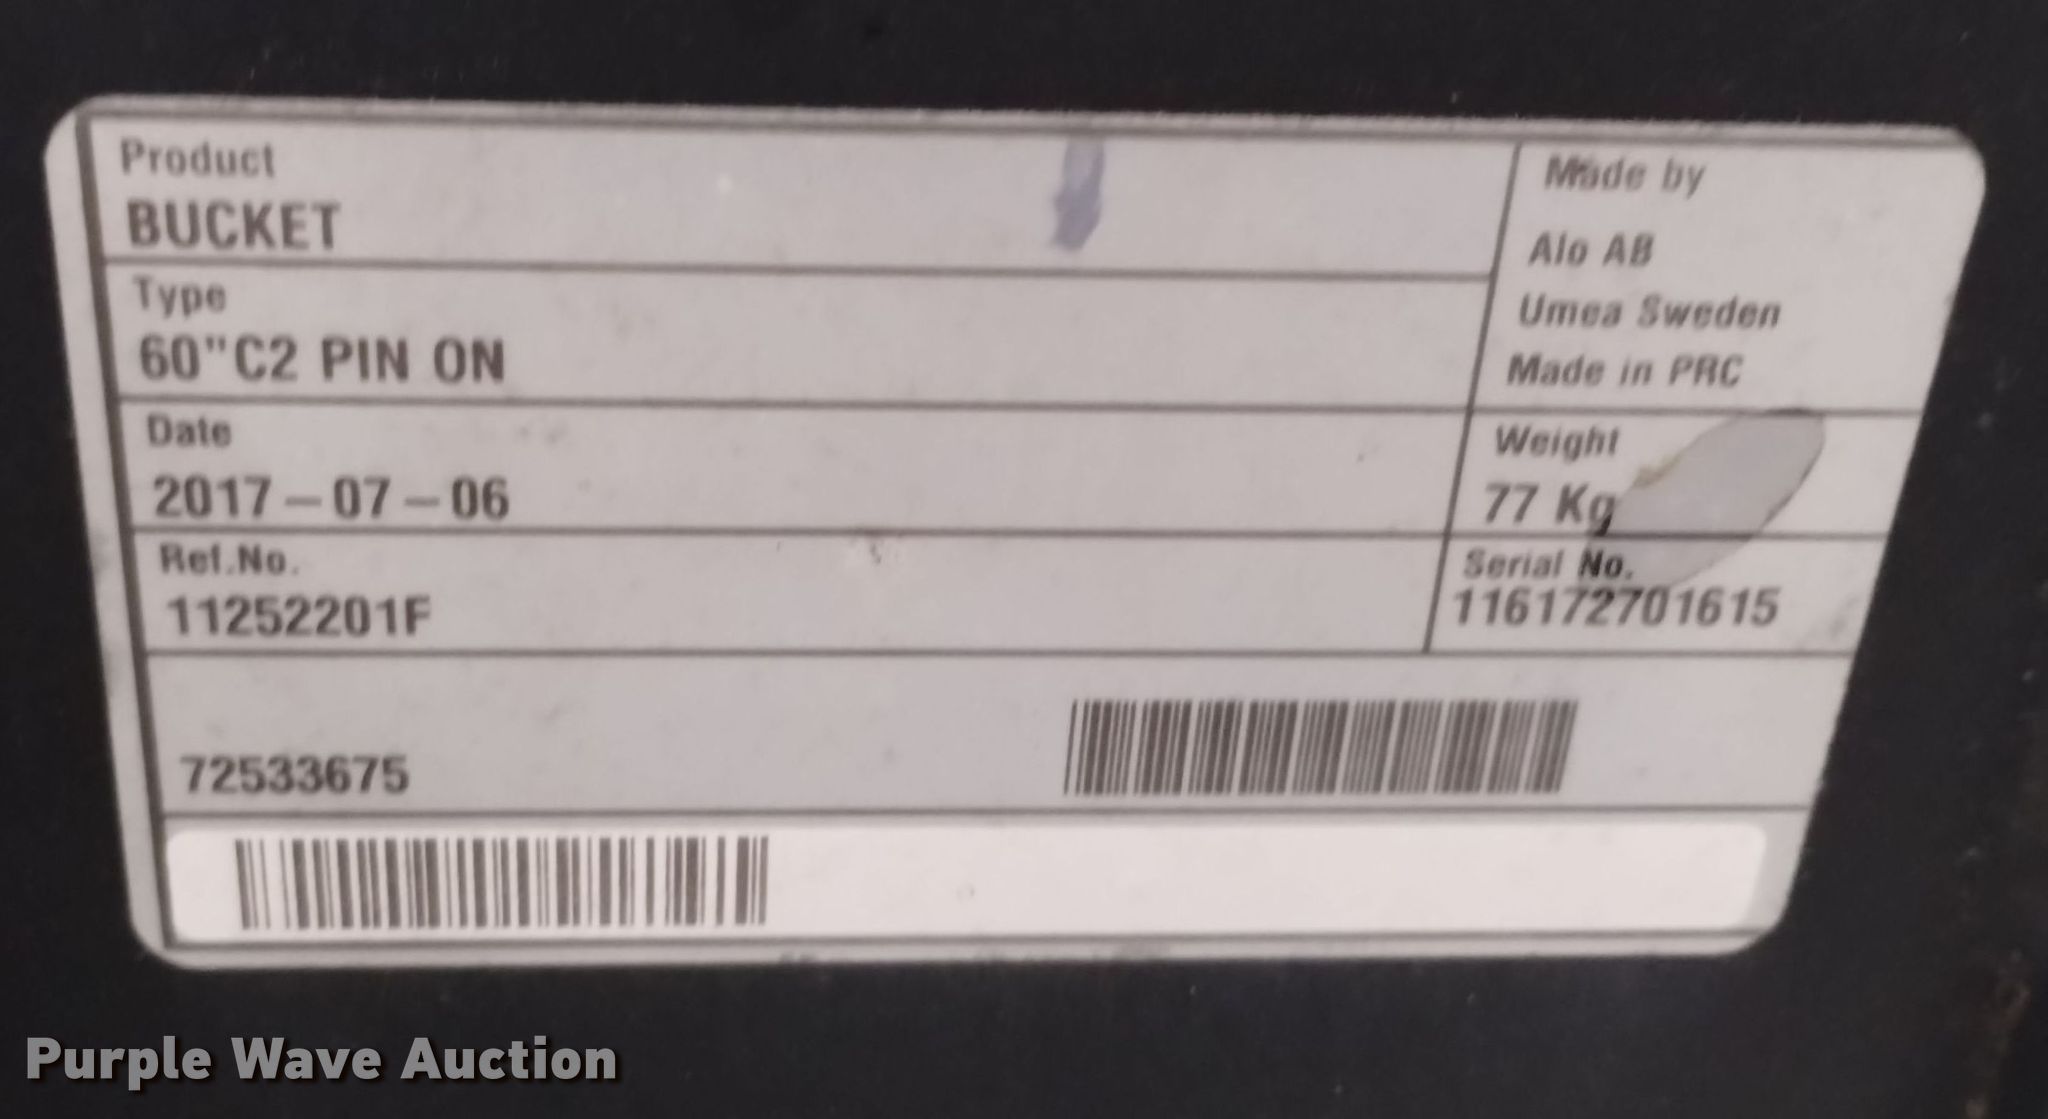 Product
BUCKET
Type
60"C2 PIN ON
Date
2017-07-06
Ref.No.
11252201F
72533675
Made by
Alo AB
Umea Sweden
Made in PRC
Weight
77 Kg
Serial No.
116172701615
Purple Wave Auction